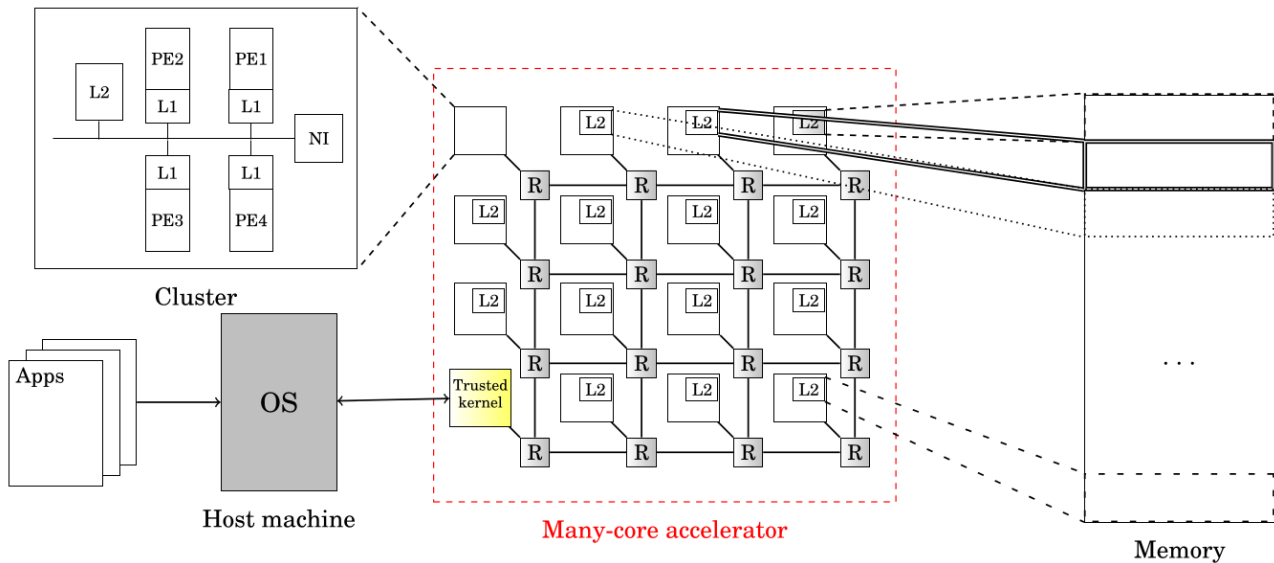 PE2 PE1
L2
L1 L1
NI
L1 L1
PE3 PE4
Cluster
L2 L2 L2
R R R R
L2 L2 L2 L2
R R R R
L2 L2 L2 L2
R R R R
Trusted
kernel
L2 L2 L2
R R R R
Apps
OS
Host machine
Many-core accelerator
...
Memory